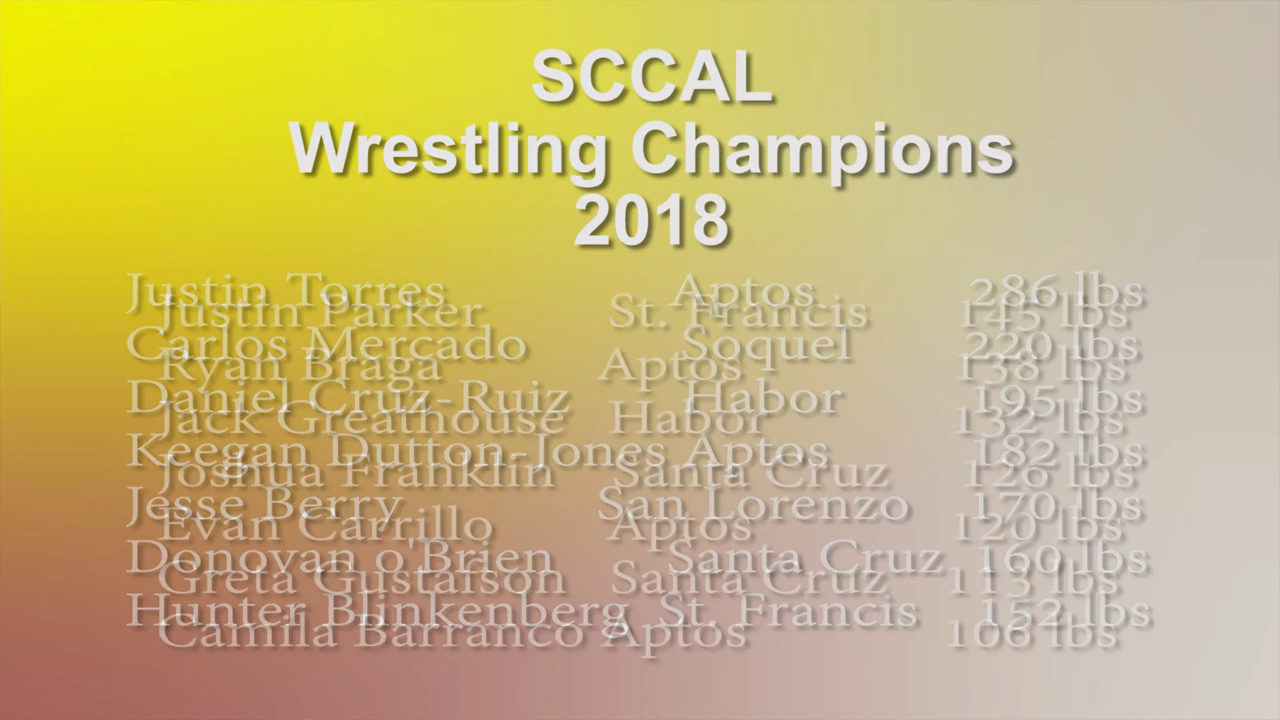 SCCAL
Wrestling Champions
2018
Justin Torres Aptos 286 lbs
Justin Parker St. Francis 145 lbs
Carlos Mercado Soquel 220 lbs
Ryan Braga Aptos 138 lbs
Daniel Cruz-Ruiz Habor 195 lbs
Jack Greathouse Habor 132 lbs
Keegan Dutton-Jones Aptos 182 lbs
Joshua Franklin Santa Cruz 126 lbs
Jesse Berry San Lorenzo 170 lbs
Evan Carrillo Aptos 120 lbs
Donovan o'Brien Santa Cruz 160 lbs
Greta Gustafson Santa Cruz 113 lbs
Hunter Blinkenberg St. Francis 152 lbs
Camila Barranco Aptos 106 lbs